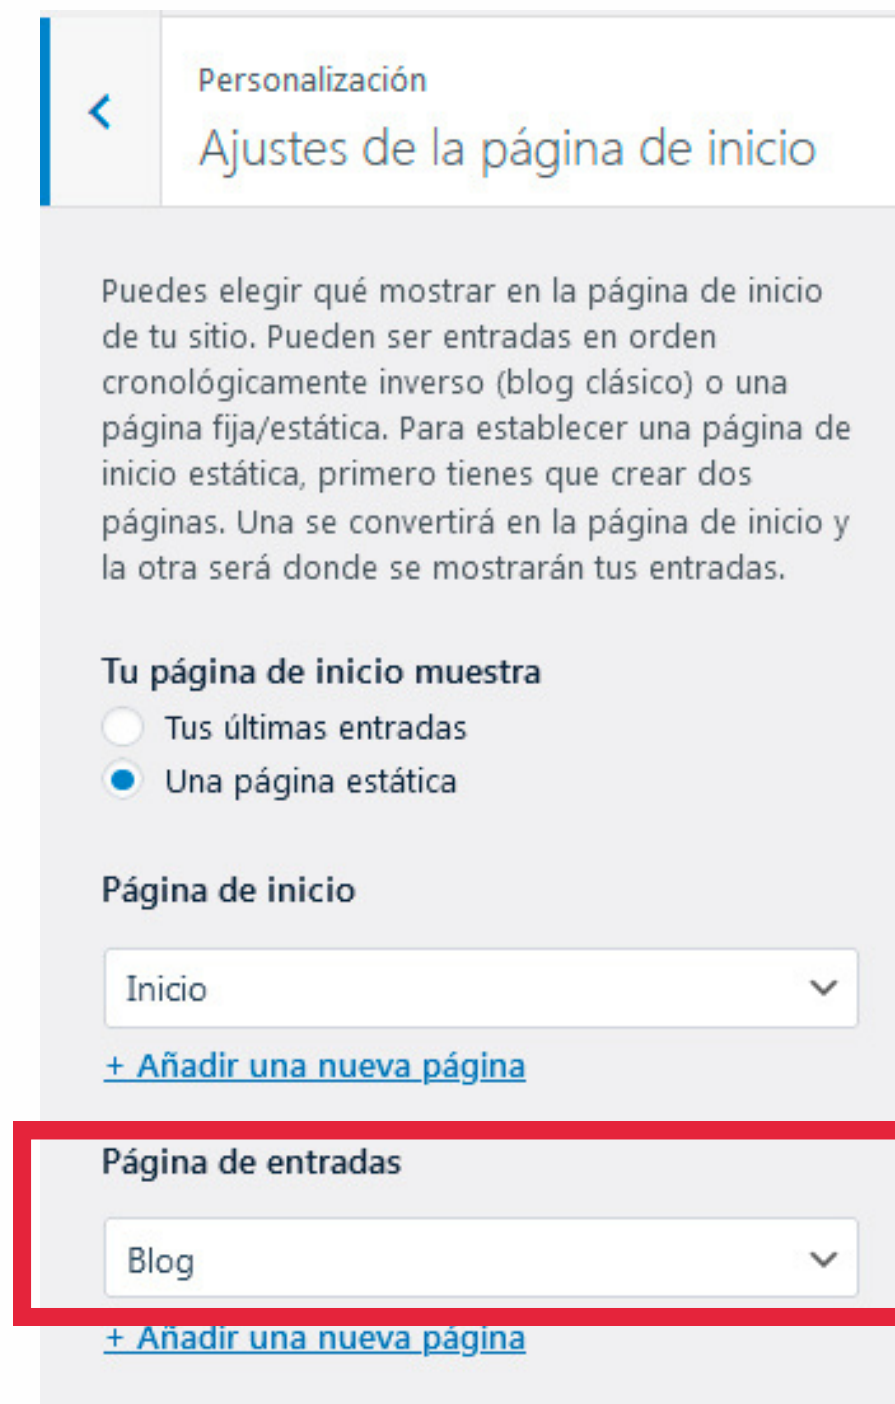 Personalización
Ajustes de la página de inicio
Puedes elegir qué mostrar en la página de inicio
de tu sitio. Pueden ser entradas en orden
cronológicamente inverso (blog clásico) o una
página fija/estática. Para establecer una página de
inicio estática, primero tienes que crear dos
páginas. Una se convertirá en la página de inicio y
la otra será donde se mostrarán tus entradas.
Tu página de inicio muestra
Tus últimas entradas
Una página estática
Página de inicio
Inicio
+ Añadir una nueva página
Página de entradas
Blog
+ Añadir una nueva página